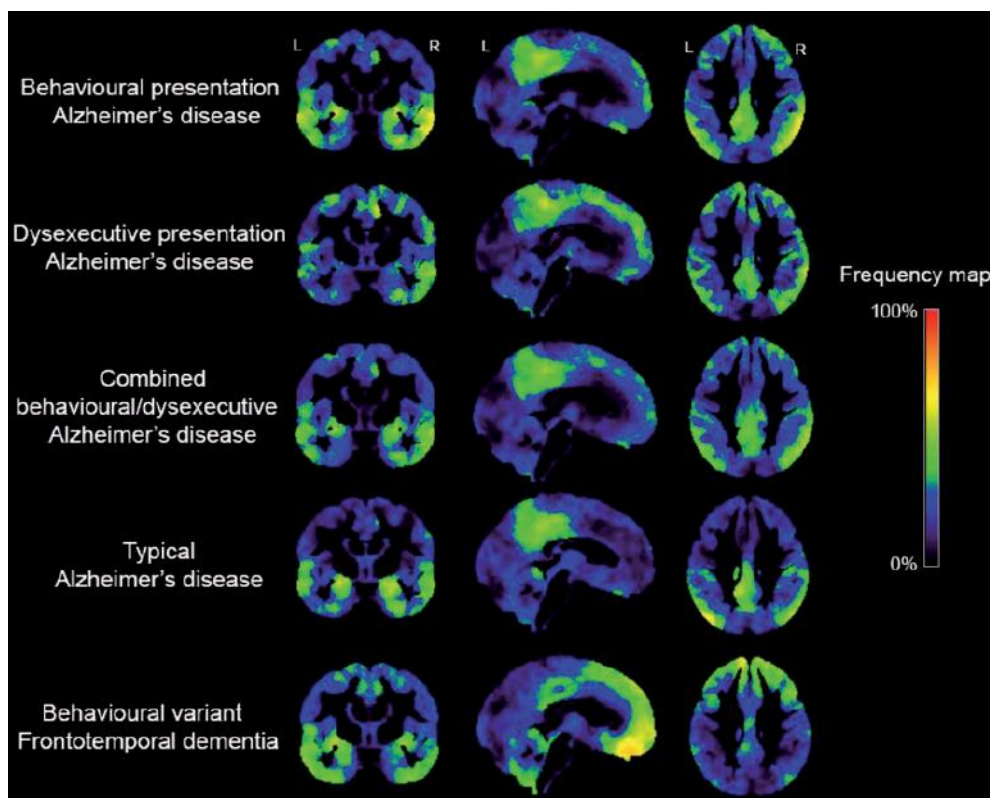 L
R
L
L
R
Behavioural presentation
Alzheimer's disease
Dysexecutive presentation
Alzheimer's disease
Frequency map
100%
Combined
behavioural/dysexecutive
Alzheimer's disease
Typical
Alzheimer's disease
0%
Behavioural variant
Frontotemporal dementia